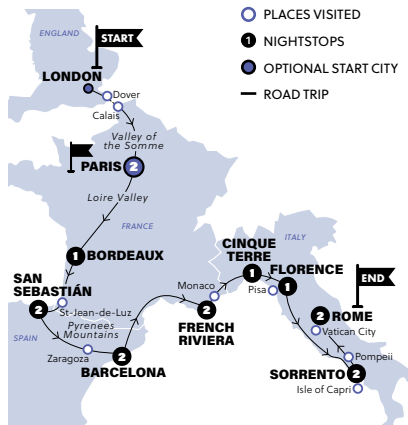 PLACES VISITED
1 NIGHTSTOPS
OPTIONAL START CITY
ROAD TRIP
ENGLAND
START
LONDON
Dover
Calais
Valley of
the Somme
PARIS 2
Loire Valley
FRANCE
1 BORDEAUX
SAN
SEBASTIÁN
2
St-Jean-de-Luz
Pyrenees
Mountains
SPAIN
Zaragoza
2
BARCELONA
Monaco
2
FRENCH
RIVIERA
CINQUE
TERRE
1
ITALY
Pisa
FLORENCE
1
END
2 ROME
Vatican City
Pompeii
SORRENTO 2
Isle of Capri